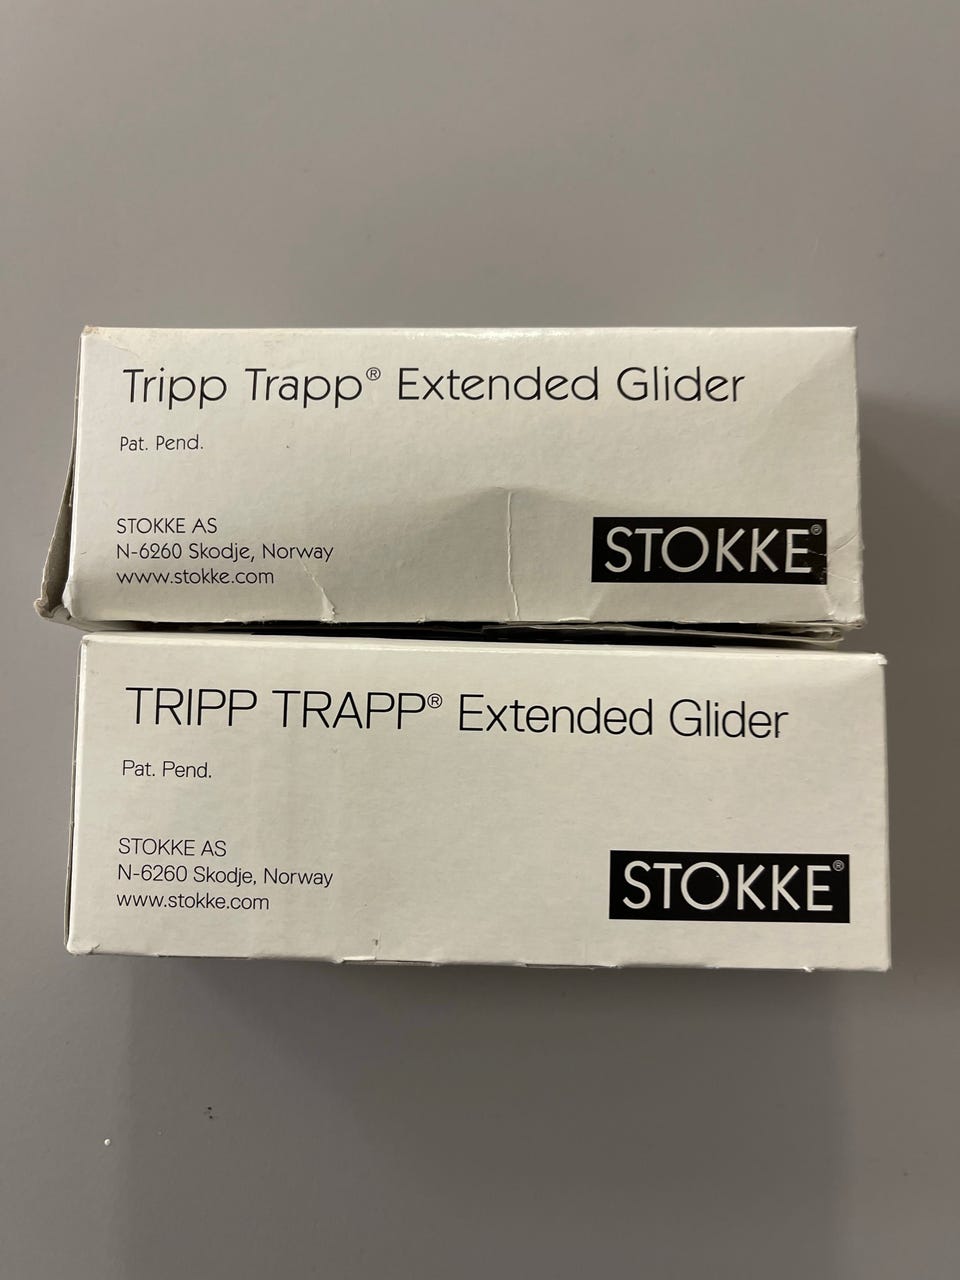 Tripp Trapp® Extended Glider
Pat. Pend.
STOKKE AS
N-6260 Skodje, Norway
www.stokke.com
STOKKE®
TRIPP TRAPP® Extended Glider
Pat. Pend.
STOKKE AS
N-6260 Skodje, Norway
www.stokke.com
STOKKE®